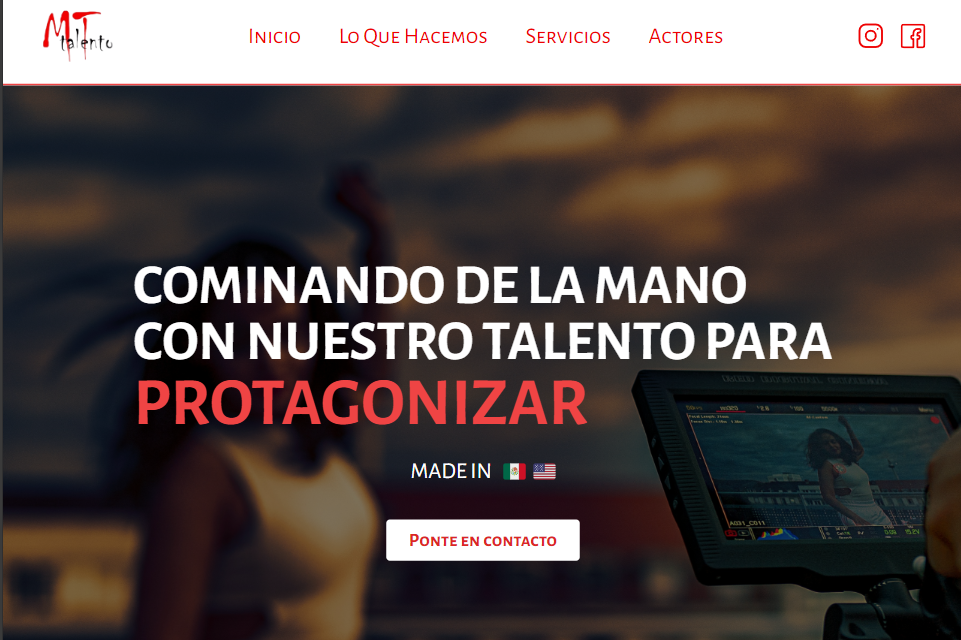 MT
talento
Inicio Lo Que Hacemos Servicios Actores
COMINANDO DE LA MANO
CON NUESTRO TALENTO PARA
PROTAGONIZAR
MADE IN
Ponte en contacto
A031_C011